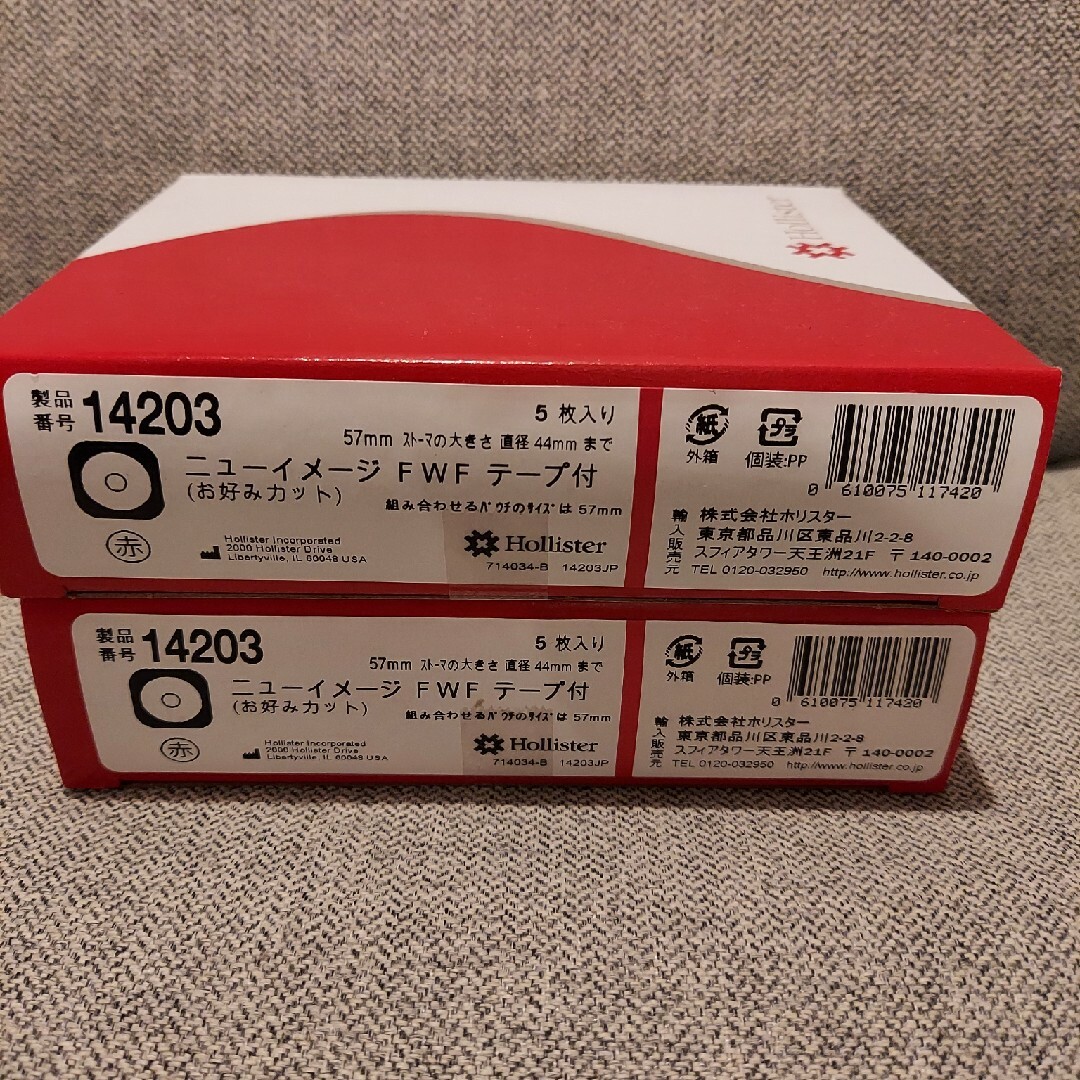 Hollister
製品番号 14203
5 枚入り
57mm ｽﾄｰﾏの大きさ 直径 44mm まで
ニューイメージ ＦＷＦ テープ付
(お好みカット)
組み合わせるﾊﾟｳﾁのｻｲｽﾞは 57mm
赤
Hollister Incorporated
2000 Hollister Drive
Libertyville, IL 60048 USA
Hollister
714034-B 14203JP
紙
外箱
プラ
個装:PP
0 610075 117420
輸入販売元
株式会社ホリスター
東京都品川区東品川2-2-8
スフィアタワー天王洲21F 〒140-0002
TEL 0120-032950 http://www.hollister.co.jp
製品番号 14203
5 枚入り
57mm ｽﾄｰﾏの大きさ 直径 44mm まで
ニューイメージ ＦＷＦ テープ付
(お好みカット)
組み合わせるﾊﾟｳﾁのｻｲｽﾞは 57mm
赤
Hollister Incorporated
2000 Hollister Drive
Libertyville, IL 60048 USA
Hollister
714034-B 14203JP
紙
外箱
プラ
個装:PP
0 610075 117420
輸入販売元
株式会社ホリスター
東京都品川区東品川2-2-8
スフィアタワー天王洲21F 〒140-0002
TEL 0120-032950 http://www.hollister.co.jp